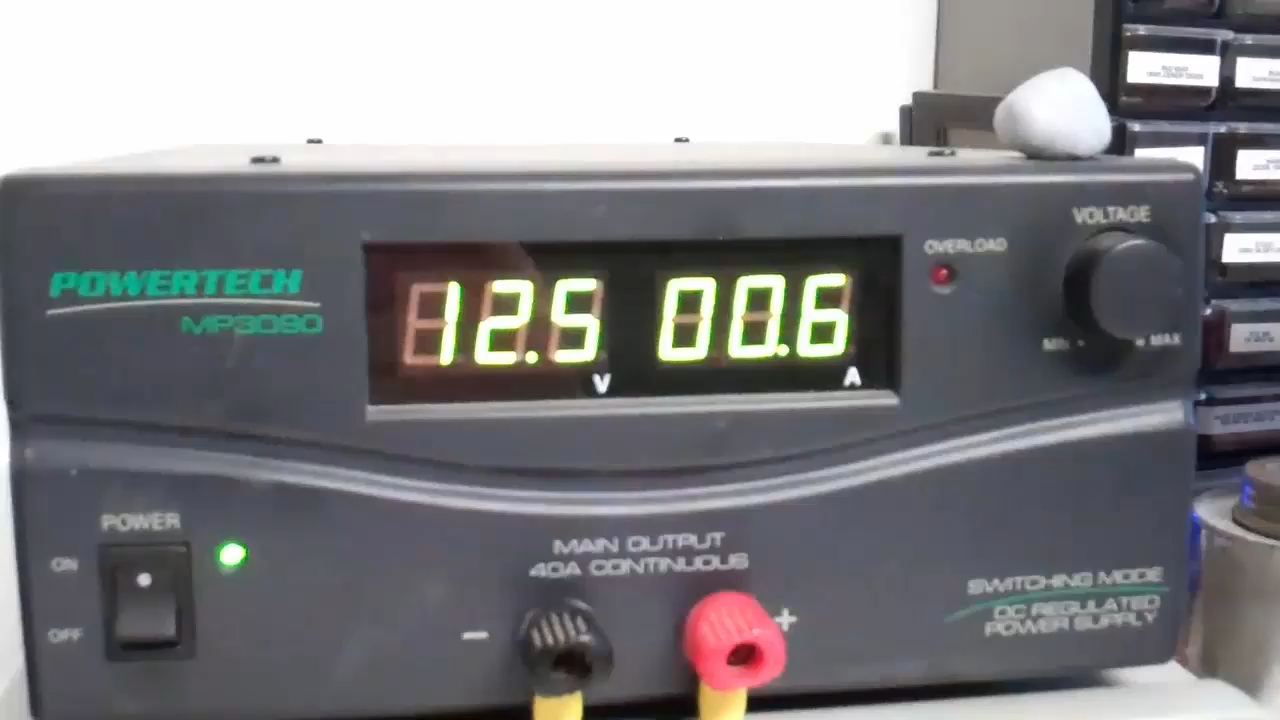 VOLTAGE
OVERLOAD
POWERTECH
MP3090
12.5 00.6
V A
MIN MAX
POWER
ON
OFF
MAIN OUTPUT
40A CONTINUOUS
- +
SWITCHING MODE
DC REGULATED
POWER SUPPLY